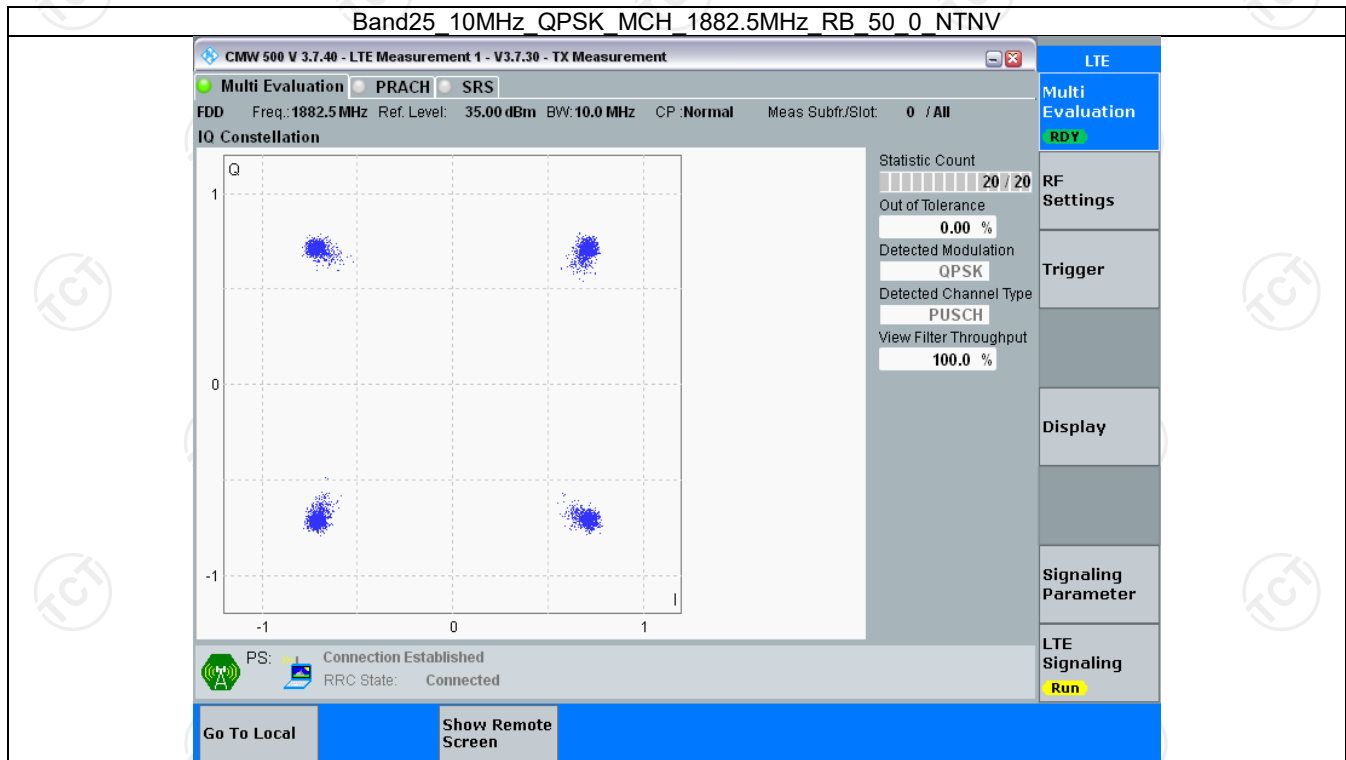 Band25_10MHz_QPSK_MCH_1882.5MHz_RB_50_0_NTNV
CMW 500 V 3.7.40 - LTE Measurement 1 - V3.7.30 - TX Measurement
LTE
Multi Evaluation PRACH SRS
FDD Freq.:1882.5 MHz Ref. Level: 35.00 dBm BW:10.0 MHz CP :Normal Meas Subfr./Slot: 0 / All
IQ Constellation
Q
1
0
-1
I
-1 0 1
Statistic Count
20 / 20
Out of Tolerance
0.00 %
Detected Modulation
QPSK
Detected Channel Type
PUSCH
View Filter Throughput
100.0 %
Multi
Evaluation
RDY
RF
Settings
Trigger
Display
Signaling
Parameter
LTE
Signaling
Run
PS: Connection Established
RRC State: Connected
Go To Local
Show Remote
Screen
TCT
TCT
TCT
TCT